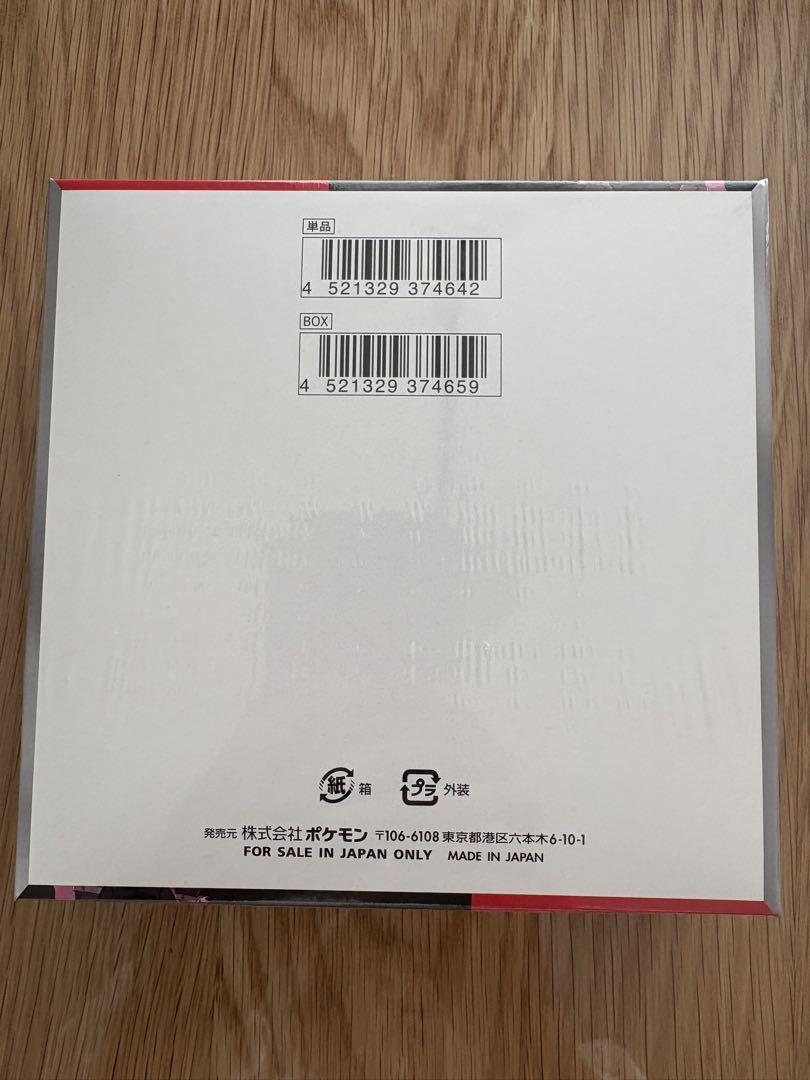 単品
4 521329 374642
BOX
4 521329 374659
紙 箱 プラ 外装
発売元 株式会社 ポケモン 〒106-6108 東京都港区六本木6-10-1
FOR SALE IN JAPAN ONLY MADE IN JAPAN